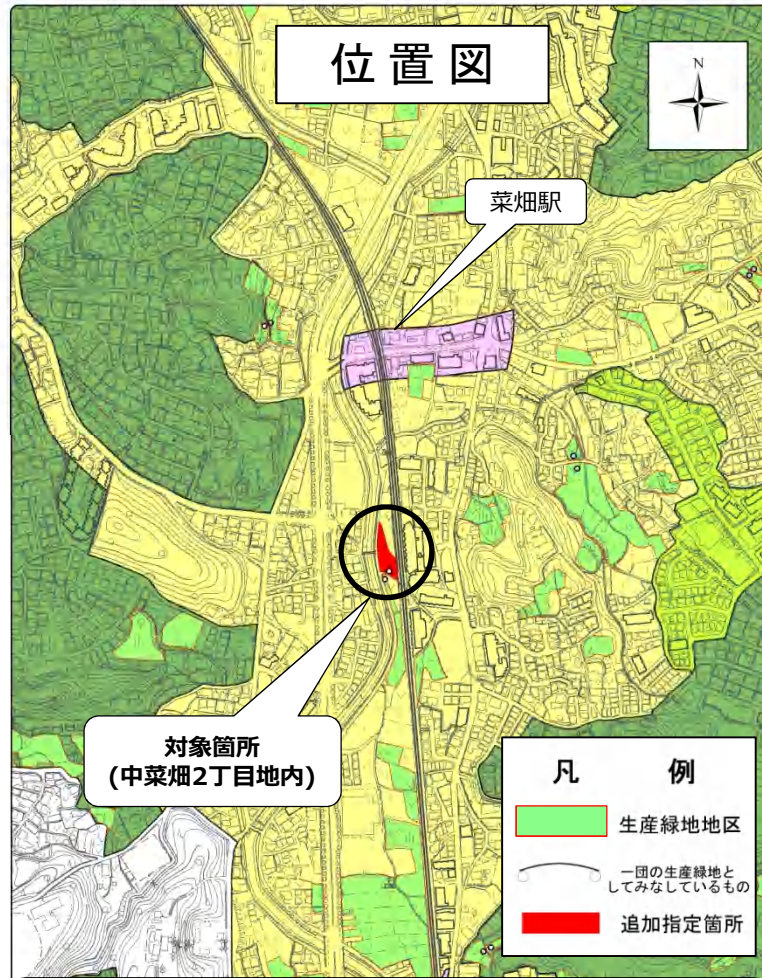 位置図
N
菜畑駅
対象箇所
(中菜畑2丁目地内)
凡 例
生産緑地地区
一団の生産緑地と
してみなしているもの
追加指定箇所